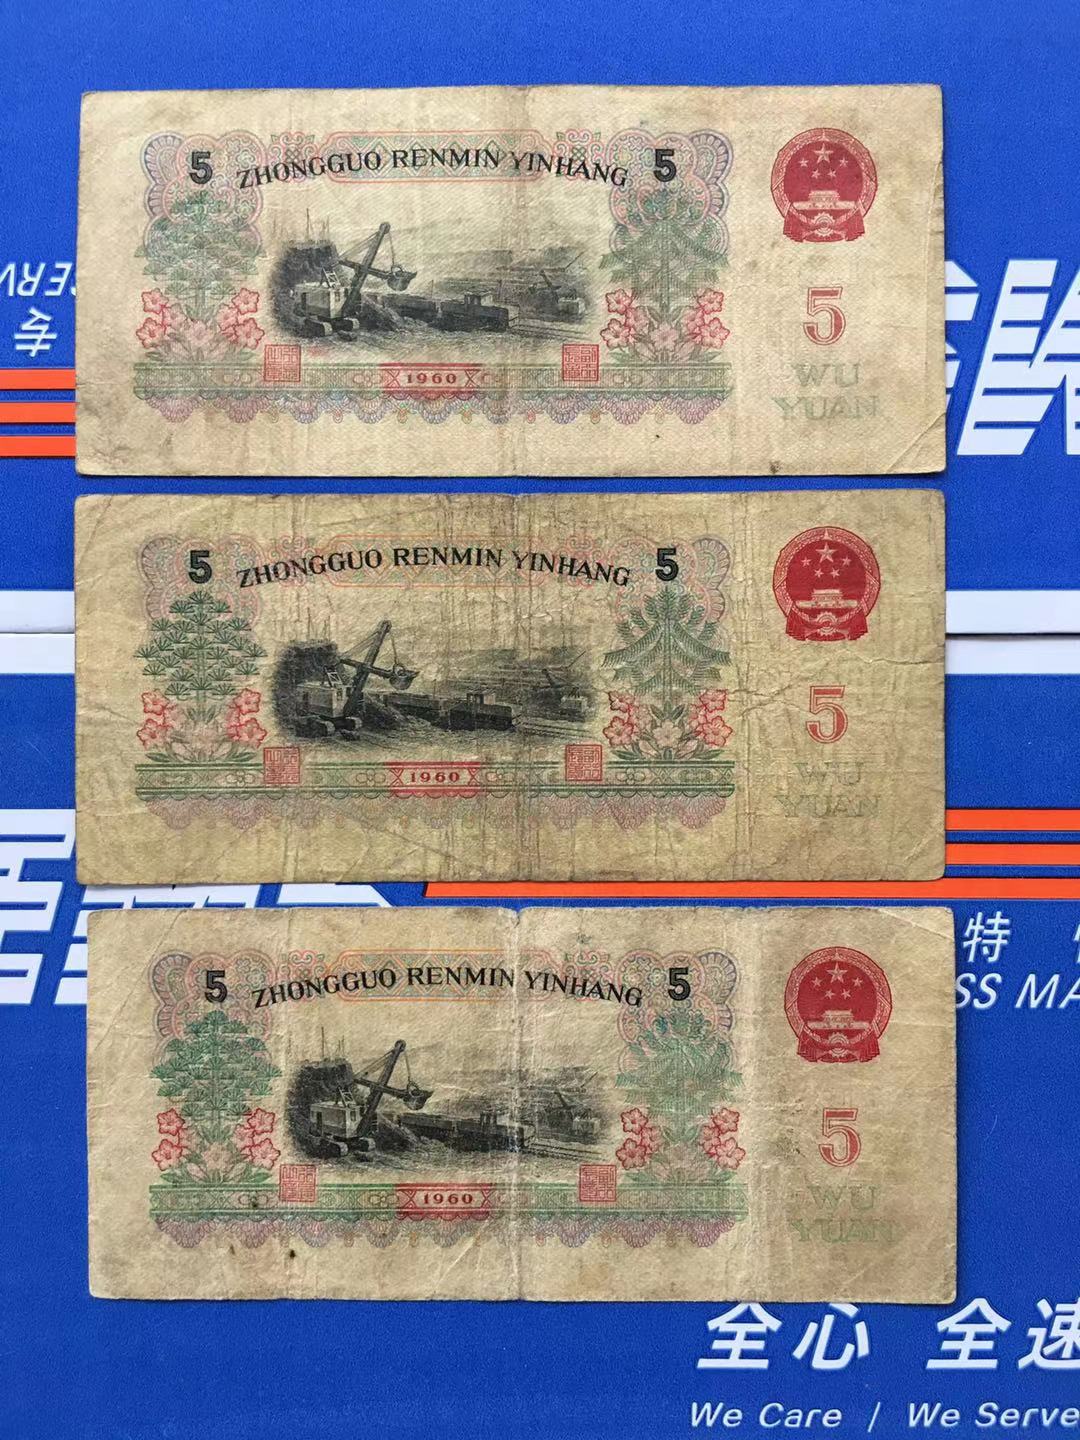 5 ZHONGGUO RENMIN YINHANG 5
5
1960
WU
YUAN
专
5 ZHONGGUO RENMIN YINHANG 5
5
1960
WU
YUAN
特
SS MA
5 ZHONGGUO RENMIN YINHANG 5
5
1960
WU
YUAN
全心 全速
We Care / We Serve